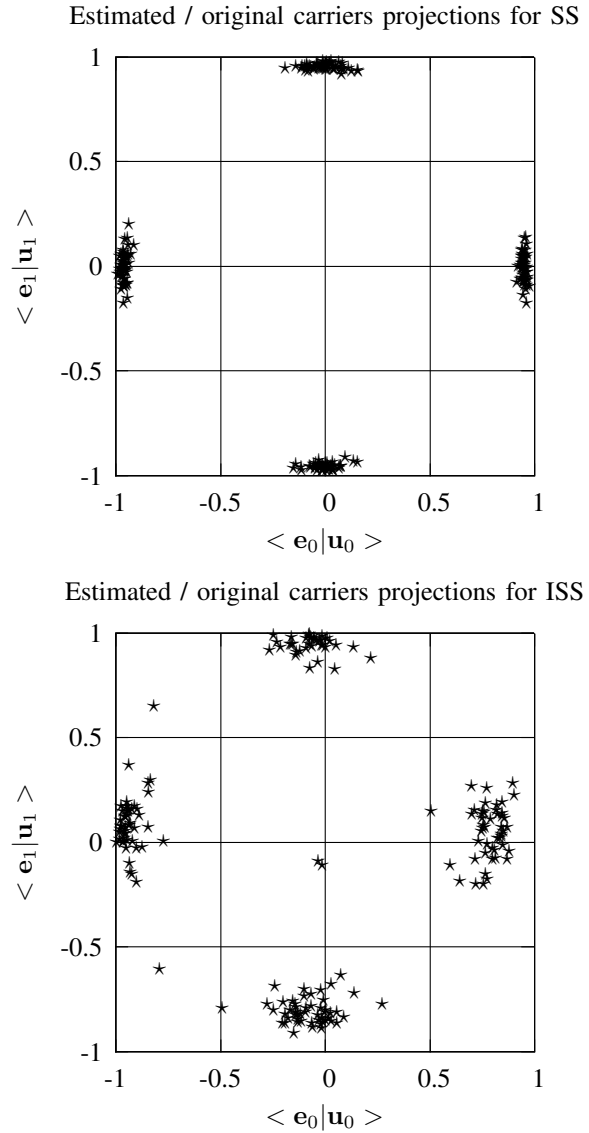 Estimated / original carriers projections for SS
1
0.5
0
-0.5
-1
-1 -0.5 0 0.5 1
< e₁|u₁ >
< e₀|u₀ >
Estimated / original carriers projections for ISS
1
0.5
0
-0.5
-1
-1 -0.5 0 0.5 1
< e₁|u₁ >
< e₀|u₀ >